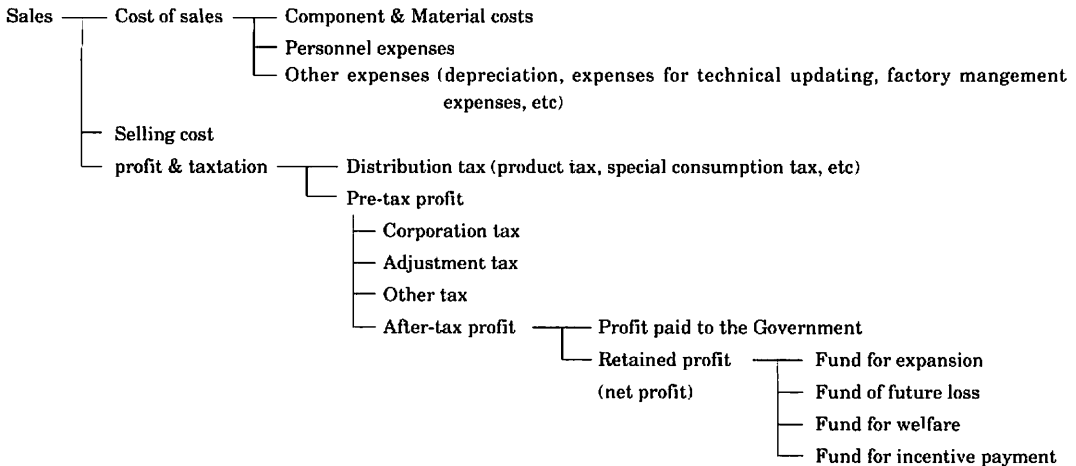 Sales Cost of sales Component & Material costs
Personnel expenses
Other expenses (depreciation, expenses for technical updating, factory mangement
expenses, etc)
Selling cost
profit & taxtation Distribution tax (product tax, special consumption tax, etc)
Pre-tax profit
Corporation tax
Adjustment tax
Other tax
After-tax profit Profit paid to the Government
Retained profit Fund for expansion
(net profit) Fund of future loss
Fund for welfare
Fund for incentive payment